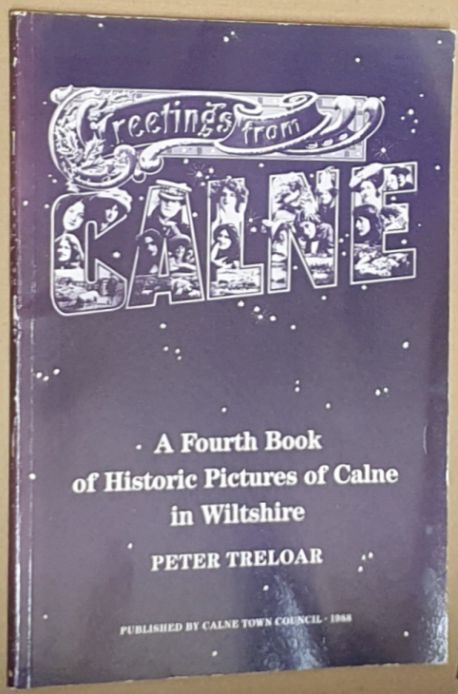 Greetings from
CALNE
A Fourth Book
of Historic Pictures of Calne
in Wiltshire
PETER TRELOAR
PUBLISHED BY CALNE TOWN COUNCIL · 1988